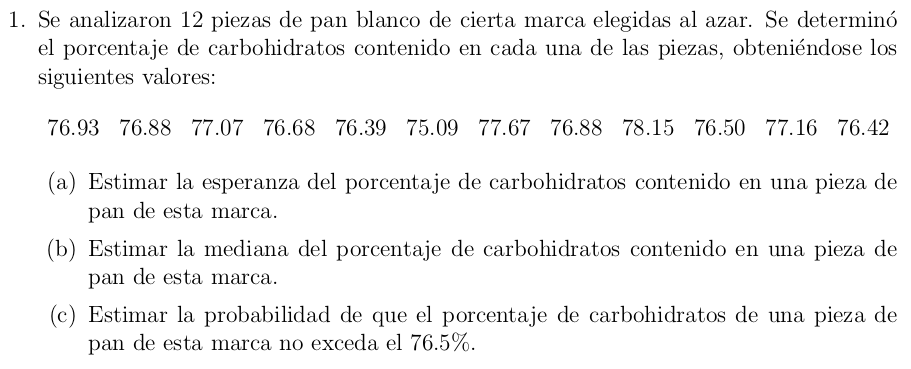 1. Se analizaron 12 piezas de pan blanco de cierta marca elegidas al azar. Se determinó
el porcentaje de carbohidratos contenido en cada una de las piezas, obteniéndose los
siguientes valores:
76.93 76.88 77.07 76.68 76.39 75.09 77.67 76.88 78.15 76.50 77.16 76.42
(a) Estimar la esperanza del porcentaje de carbohidratos contenido en una pieza de
pan de esta marca.
(b) Estimar la mediana del porcentaje de carbohidratos contenido en una pieza de
pan de esta marca.
(c) Estimar la probabilidad de que el porcentaje de carbohidratos de una pieza de
pan de esta marca no exceda el 76.5%.